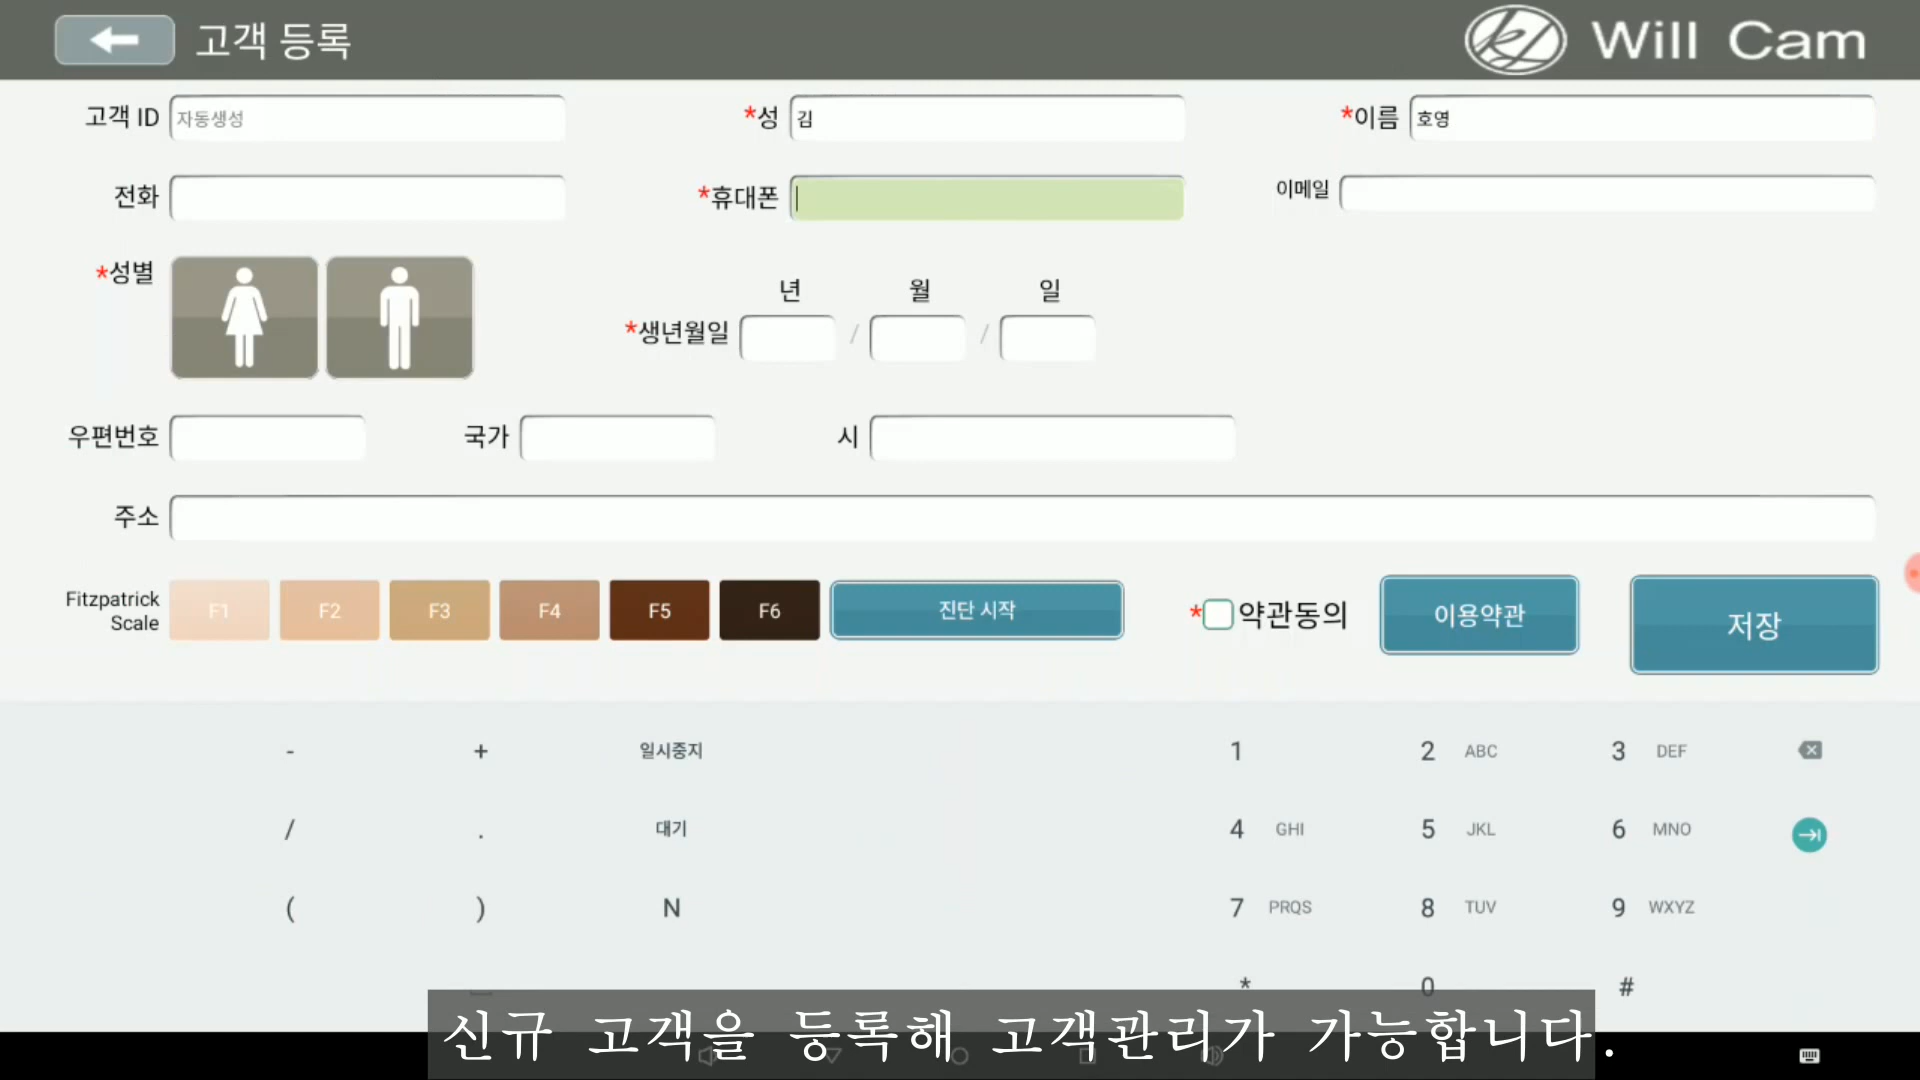 고객 등록
Will Cam
고객 ID 자동생성 *성 김 *이름 호영
전화 *휴대폰 이메일
*성별
년 월 일
*생년월일 / /
우편번호 국가 시
주소
Fitzpatrick Scale F1 F2 F3 F4 F5 F6 진단 시작 *약관동의 이용약관 저장
- + 일시중지 1 2 ABC 3 DEF
/ . 대기 4 GHI 5 JKL 6 MNO
( ) N 7 PRQS 8 TUV 9 WXYZ
* 0 #
신규 고객을 등록해 고객관리가 가능합니다.